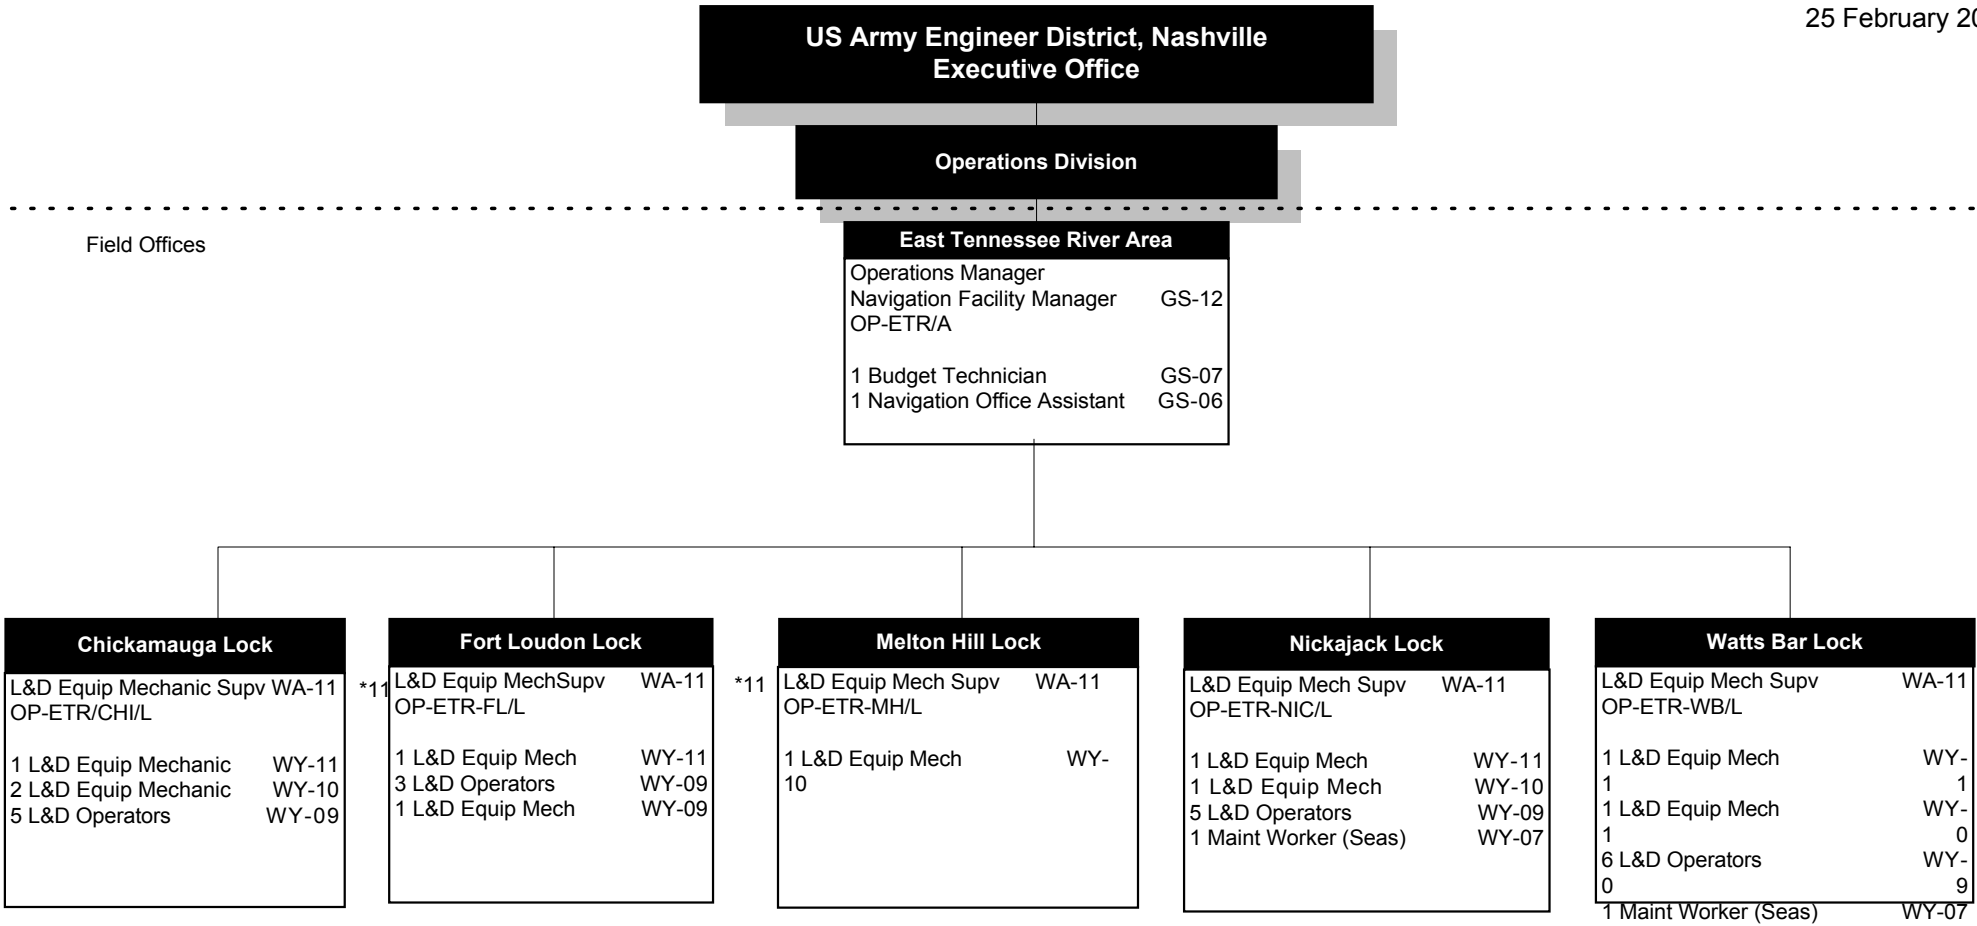 25 February 20
US Army Engineer District, Nashville
Executive Office
Operations Division
Field Offices
East Tennessee River Area
Operations Manager
Navigation Facility Manager GS-12
OP-ETR/A
1 Budget Technician GS-07
1 Navigation Office Assistant GS-06
Chickamauga Lock
L&D Equip Mechanic Supv WA-11
OP-ETR/CHI/L
1 L&D Equip Mechanic WY-11
2 L&D Equip Mechanic WY-10
5 L&D Operators WY-09
*11
Fort Loudon Lock
L&D Equip MechSupv WA-11
OP-ETR-FL/L
1 L&D Equip Mech WY-11
3 L&D Operators WY-09
1 L&D Equip Mech WY-09
*11
Melton Hill Lock
L&D Equip Mech Supv WA-11
OP-ETR-MH/L
1 L&D Equip Mech WY-
10
Nickajack Lock
L&D Equip Mech Supv WA-11
OP-ETR-NIC/L
1 L&D Equip Mech WY-11
1 L&D Equip Mech WY-10
5 L&D Operators WY-09
1 Maint Worker (Seas) WY-07
Watts Bar Lock
L&D Equip Mech Supv WA-11
OP-ETR-WB/L
1 L&D Equip Mech WY-
1 1
1 L&D Equip Mech WY-
1 0
6 L&D Operators WY-
0 9
1 Maint Worker (Seas) WY-07